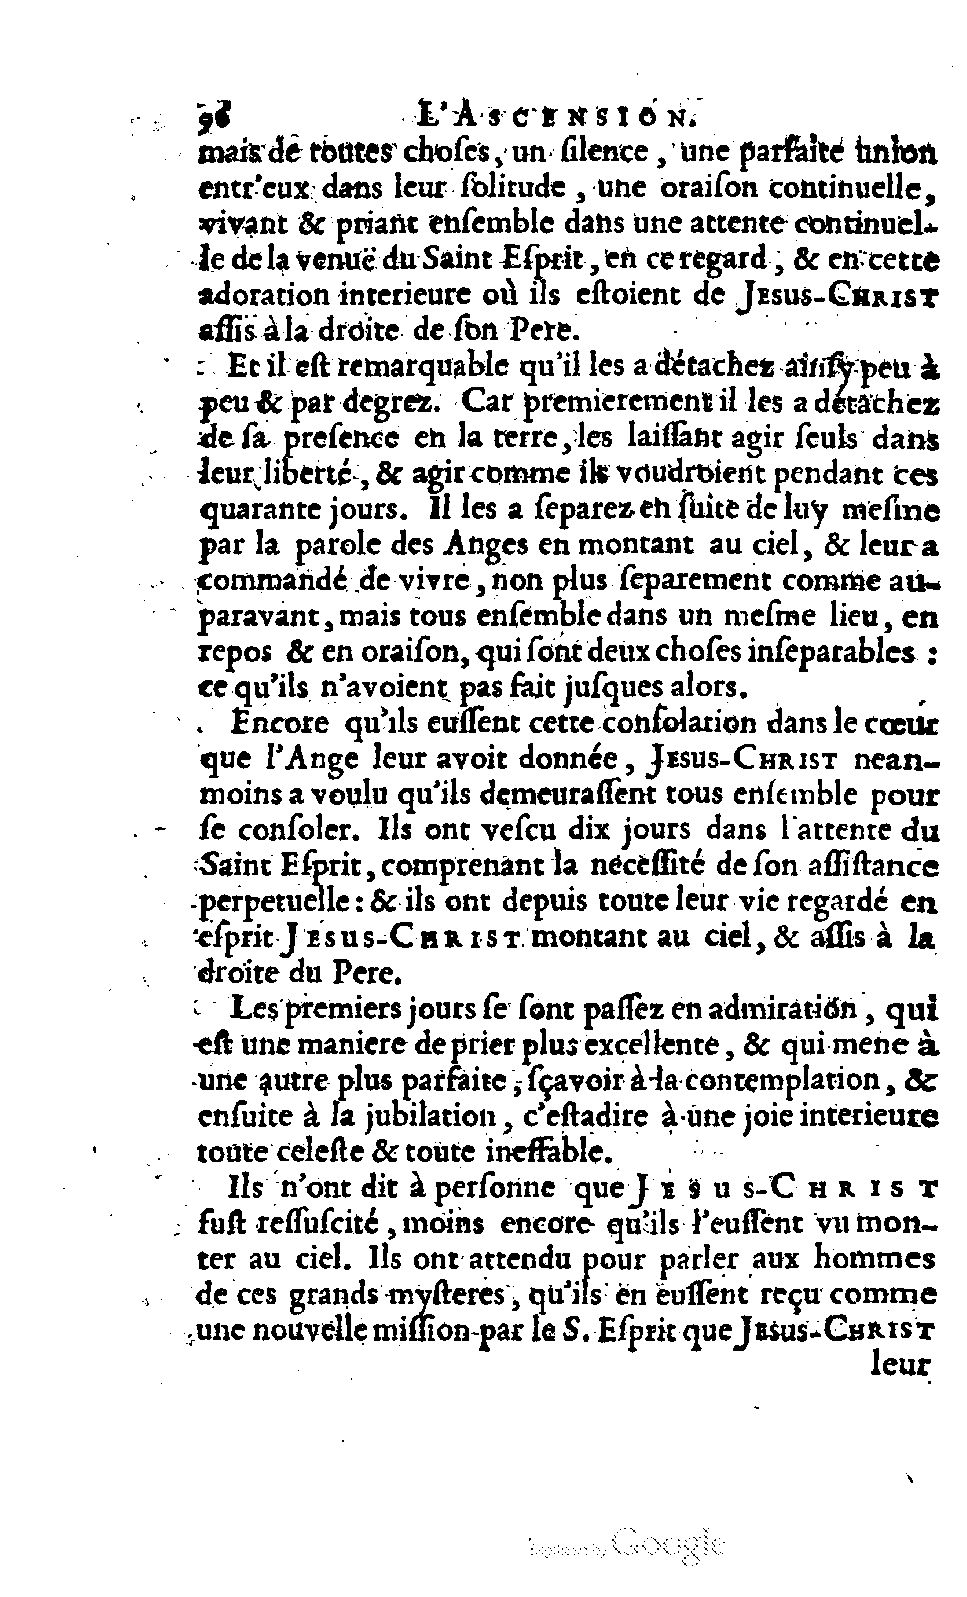 96 L'ASCENSION.
mais de toutes choſes, un ſilence, une parfaite union
entr'eux dans leur ſolitude, une oraiſon continuelle,
vivant & priant enſemble dans une attente continuel-
le de la venuë du Saint Eſprit, en ce regard, & en cette
adoration interieure où ils eſtoient de JESUS-CHRIST
aſſis à la droite de ſon Pere.
Et il eſt remarquable qu'il les a détachez ainſy peu à
peu & par degrez. Car premierement il les a détachez
de ſa preſence en la terre, les laiſſant agir ſeuls dans
leur liberté, & agir comme ils voudroient pendant ces
quarante jours. Il les a ſeparez en ſuite de luy meſme
par la parole des Anges en montant au ciel, & leur a
commandé de vivre, non plus ſeparement comme au-
paravant, mais tous enſemble dans un meſme lieu, en
repos & en oraiſon, qui ſont deux choſes inſeparables :
ce qu'ils n'avoient pas fait juſques alors.
Encore qu'ils euſſent cette conſolation dans le cœur
que l'Ange leur avoit donnée, JESUS-CHRIST nean-
moins a voulu qu'ils demeuraſſent tous enſemble pour
ſe conſoler. Ils ont veſcu dix jours dans l'attente du
Saint Eſprit, comprenant la neceſſité de ſon aſſiſtance
perpetuelle : & ils ont depuis toute leur vie regardé en
eſprit JESUS-CHRIST montant au ciel, & aſſis à la
droite du Pere.
Les premiers jours ſe ſont paſſez en admiration, qui
eſt une maniere de prier plus excellente, & qui mene à
une autre plus parfaite, ſçavoir à la contemplation, &
enſuite à la jubilation, c'eſtadire à une joie interieure
toute celeſte & toute ineffable.
Ils n'ont dit à perſonne que JESUS-CHRIST
fuſt reſſuſcité, moins encore qu'ils l'euſſent vu mon-
ter au ciel. Ils ont attendu pour parler aux hommes
de ces grands myſteres, qu'ils en euſſent reçu comme
une nouvelle miſſion par le S. Eſprit que JESUS-CHRIST
leur
Digitized by Google